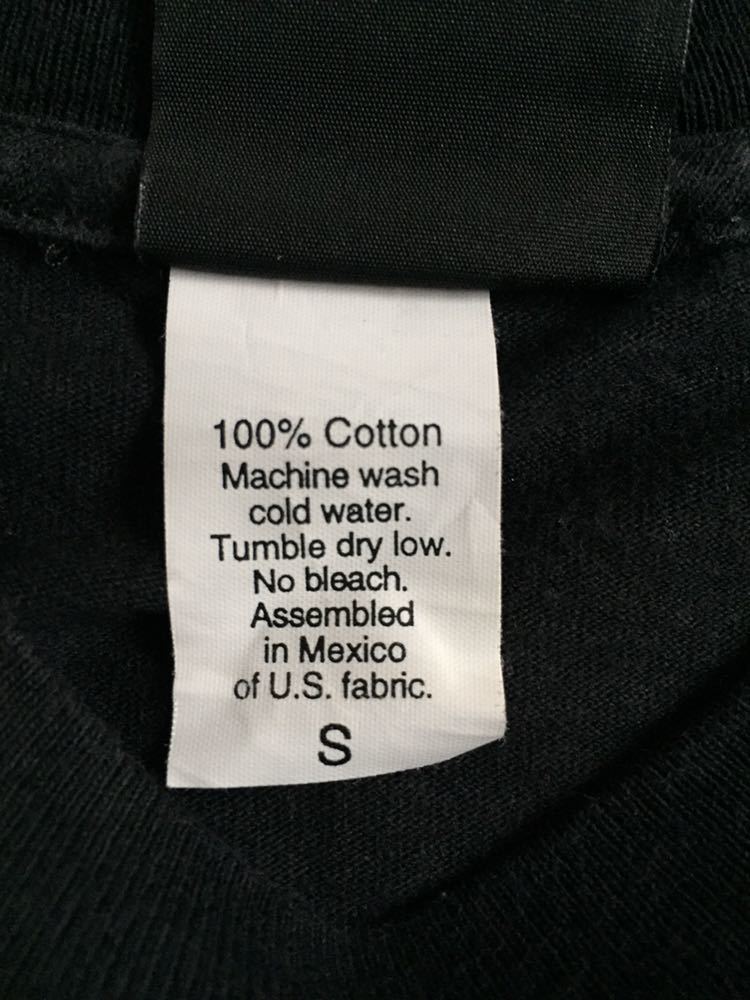 100% Cotton
Machine wash
cold water.
Tumble dry low.
No bleach.
Assembled
in Mexico
of U.S. fabric.
S